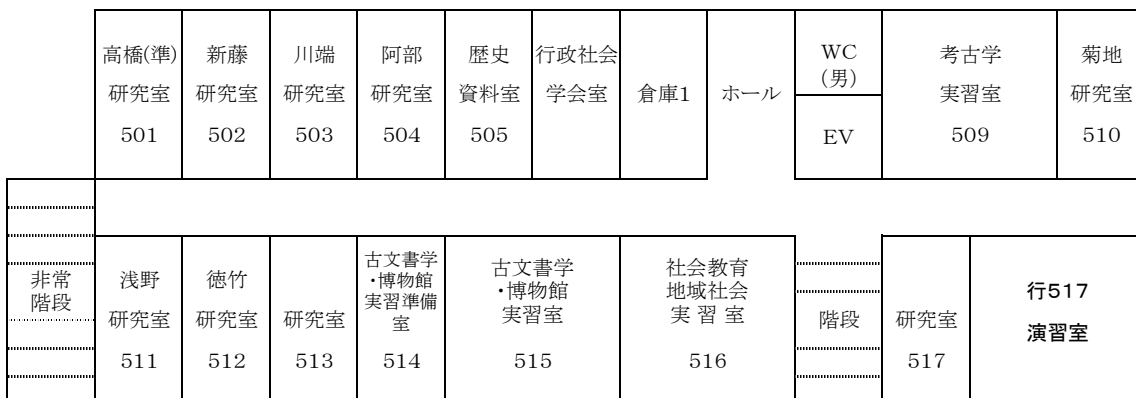 高橋(準)
研究室
501
新藤
研究室
502
川端
研究室
503
阿部
研究室
504
歴史
資料室
505
行政社会
学会室
倉庫1
ホール
WC
(男)
EV
考古学
実習室
509
菊地
研究室
510
非常
階段
浅野
研究室
511
徳竹
研究室
512
研究室
513
古文書学
・博物館
実習準備
室
514
古文書学
・博物館
実習室
515
社会教育
地域社会
実 習 室
516
階段
研究室
517
行517
演習室